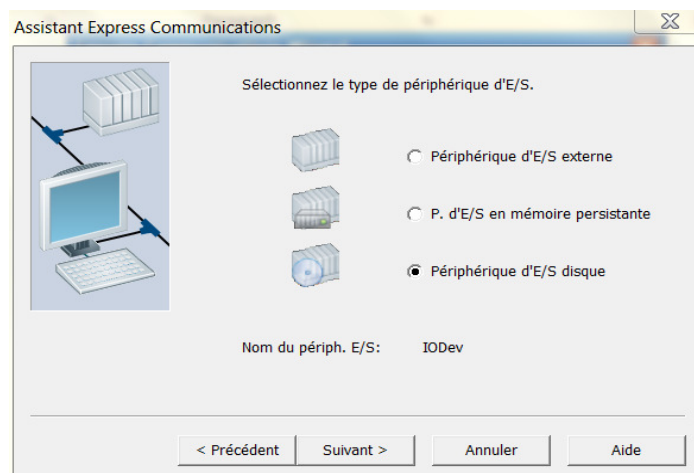 Assistant Express Communications
Sélectionnez le type de périphérique d'E/S.
Périphérique d'E/S externe
P. d'E/S en mémoire persistante
Périphérique d'E/S disque
Nom du périph. E/S: IODev
< Précédent Suivant > Annuler Aide